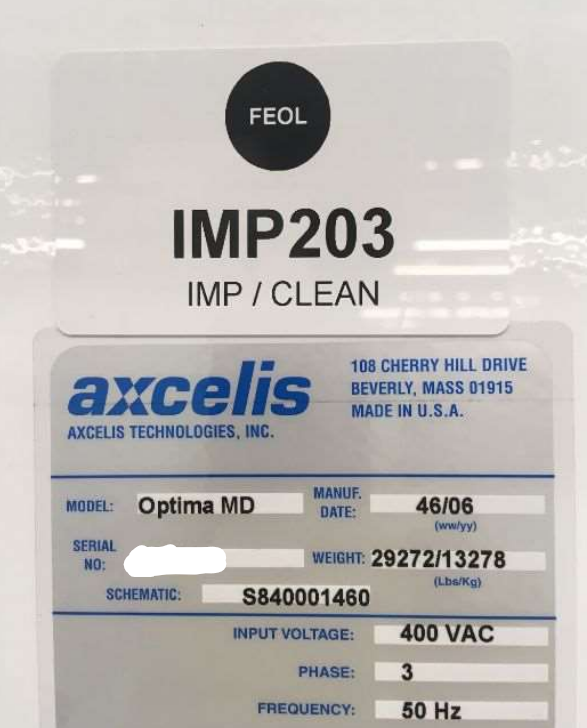 FEOL
IMP203
IMP / CLEAN
axcelis
AXCELIS TECHNOLOGIES, INC.
108 CHERRY HILL DRIVE
BEVERLY, MASS 01915
MADE IN U.S.A.
MODEL: Optima MD
MANUF. DATE: 46/06
(ww/yy)
SERIAL NO:
WEIGHT: 29272/13278
(Lbs/Kg)
SCHEMATIC: S840001460
INPUT VOLTAGE: 400 VAC
PHASE: 3
FREQUENCY: 50 Hz